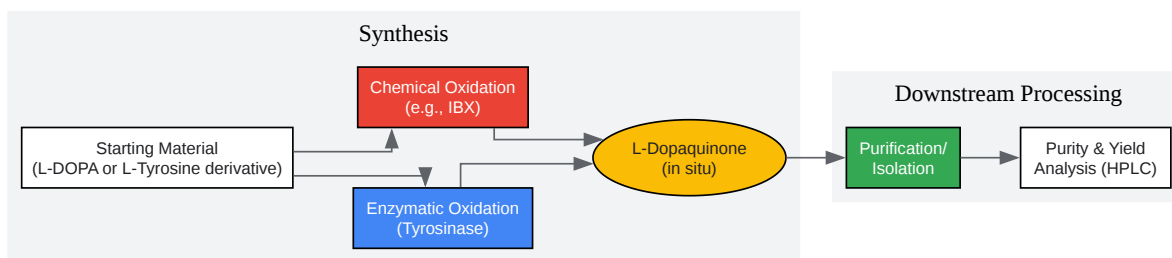 Synthesis
Starting Material
(L-DOPA or L-Tyrosine derivative)
Chemical Oxidation
(e.g., IBX)
Enzymatic Oxidation
(Tyrosinase)
L-Dopaquinone
(in situ)
Downstream Processing
Purification/
Isolation
Purity & Yield
Analysis (HPLC)